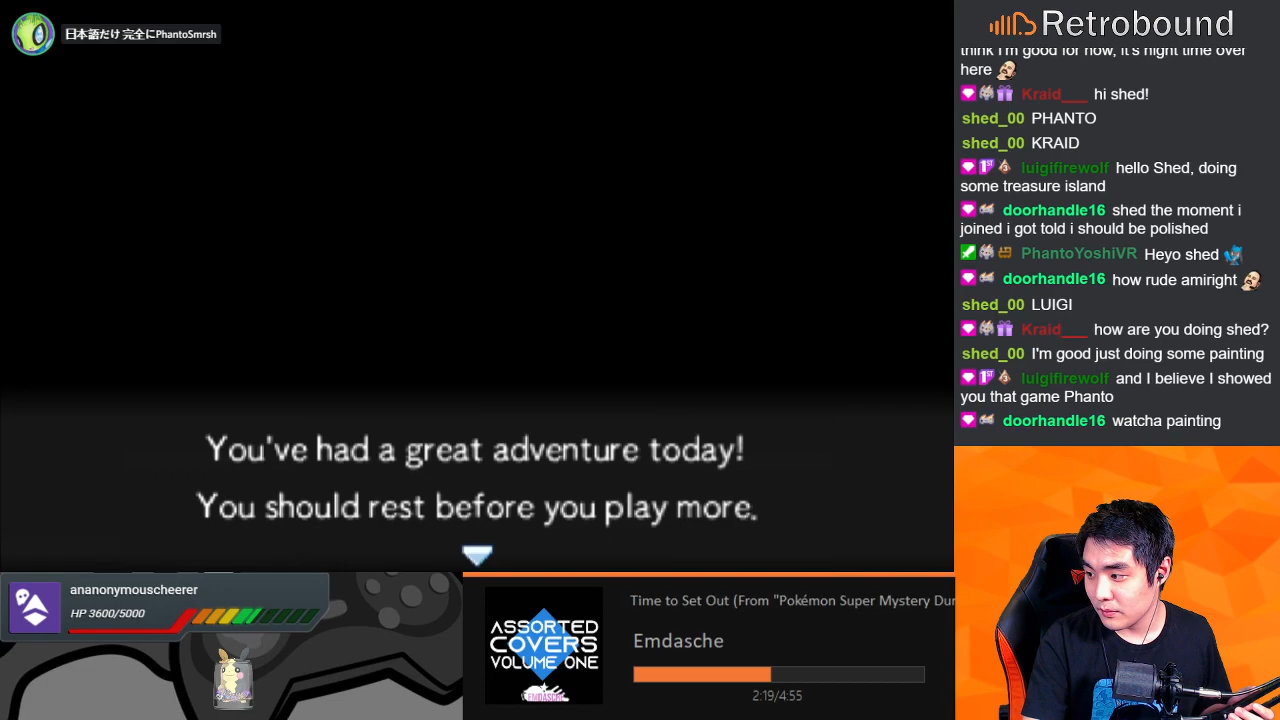 日本語だけ 完全にPhantoSmrsh
You've had a great adventure today!
You should rest before you play more.
ananonymouscheerer
HP 3600/5000
ASSORTED
COVERS
VOLUME ONE
EMDASCHE
Time to Set Out (From "Pokémon Super Mystery Dun
Emdasche
2:19/4:55
Retrobound
think I'm good for now, it's night time over
here
Kraid___ hi shed!
shed_00 PHANTO
shed_00 KRAID
luigifirewolf hello Shed, doing
some treasure island
doorhandle16 shed the moment i
joined i got told i should be polished
PhantoYoshiVR Heyo shed
doorhandle16 how rude amiright
shed_00 LUIGI
Kraid___ how are you doing shed?
shed_00 I'm good just doing some painting
luigifirewolf and I believe I showed
you that game Phanto
doorhandle16 watcha painting